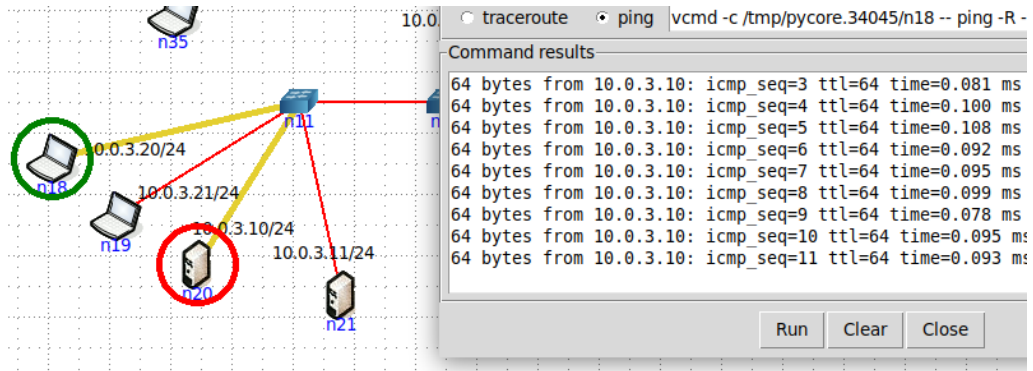 n35
10.0.
traceroute
ping
vcmd -c /tmp/pycore.34045/n18 -- ping -R -
Command results
64 bytes from 10.0.3.10: icmp_seq=3 ttl=64 time=0.081 ms
64 bytes from 10.0.3.10: icmp_seq=4 ttl=64 time=0.100 ms
64 bytes from 10.0.3.10: icmp_seq=5 ttl=64 time=0.108 ms
64 bytes from 10.0.3.10: icmp_seq=6 ttl=64 time=0.092 ms
64 bytes from 10.0.3.10: icmp_seq=7 ttl=64 time=0.095 ms
64 bytes from 10.0.3.10: icmp_seq=8 ttl=64 time=0.099 ms
64 bytes from 10.0.3.10: icmp_seq=9 ttl=64 time=0.078 ms
64 bytes from 10.0.3.10: icmp_seq=10 ttl=64 time=0.095 ms
64 bytes from 10.0.3.10: icmp_seq=11 ttl=64 time=0.093 ms
Run
Clear
Close
n11
n
0.0.3.20/24
n18
10.0.3.21/24
n19
10.0.3.10/24
n20
10.0.3.11/24
n21